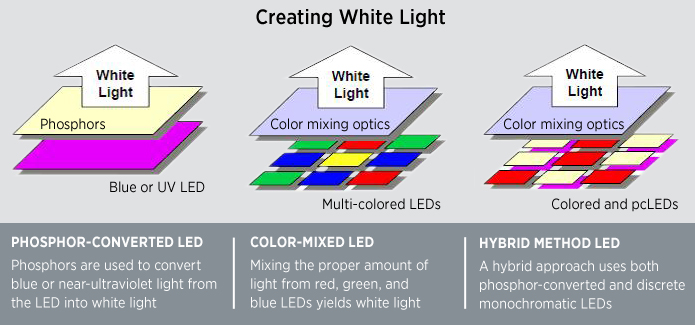 Creating White Light
White
Light
Phosphors
Blue or UV LED
White
Light
Color mixing optics
Multi-colored LEDs
White
Light
Color mixing optics
Colored and pcLEDs
PHOSPHOR-CONVERTED LED
Phosphors are used to convert
blue or near-ultraviolet light from
the LED into white light
COLOR-MIXED LED
Mixing the proper amount of
light from red, green, and
blue LEDs yields white light
HYBRID METHOD LED
A hybrid approach uses both
phosphor-converted and discrete
monochromatic LEDs